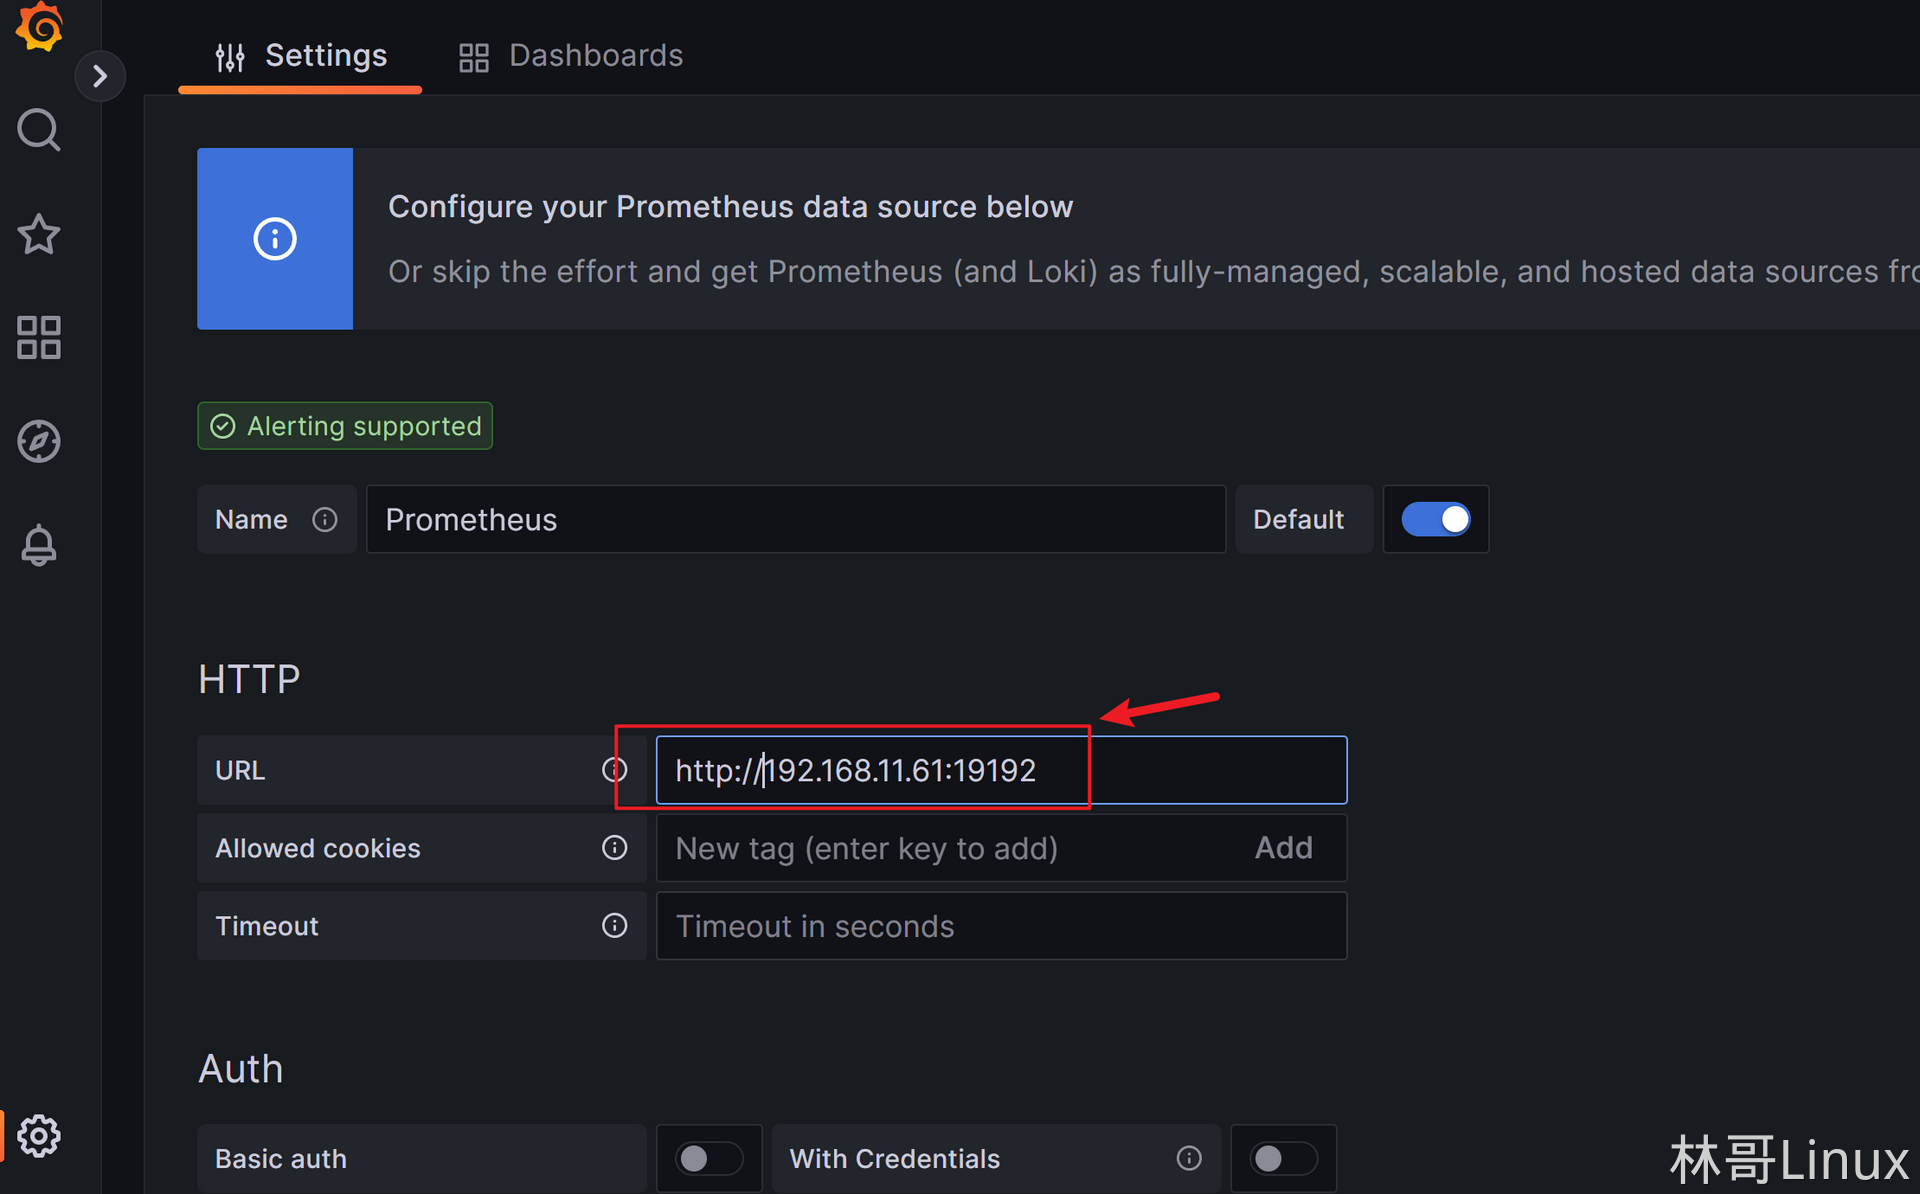 Settings Dashboards
Configure your Prometheus data source below
Or skip the effort and get Prometheus (and Loki) as fully-managed, scalable, and hosted data sources fro
Alerting supported
Name Prometheus Default
HTTP
URL http://192.168.11.61:19192
Allowed cookies New tag (enter key to add) Add
Timeout Timeout in seconds
Auth
Basic auth With Credentials
林哥Linux